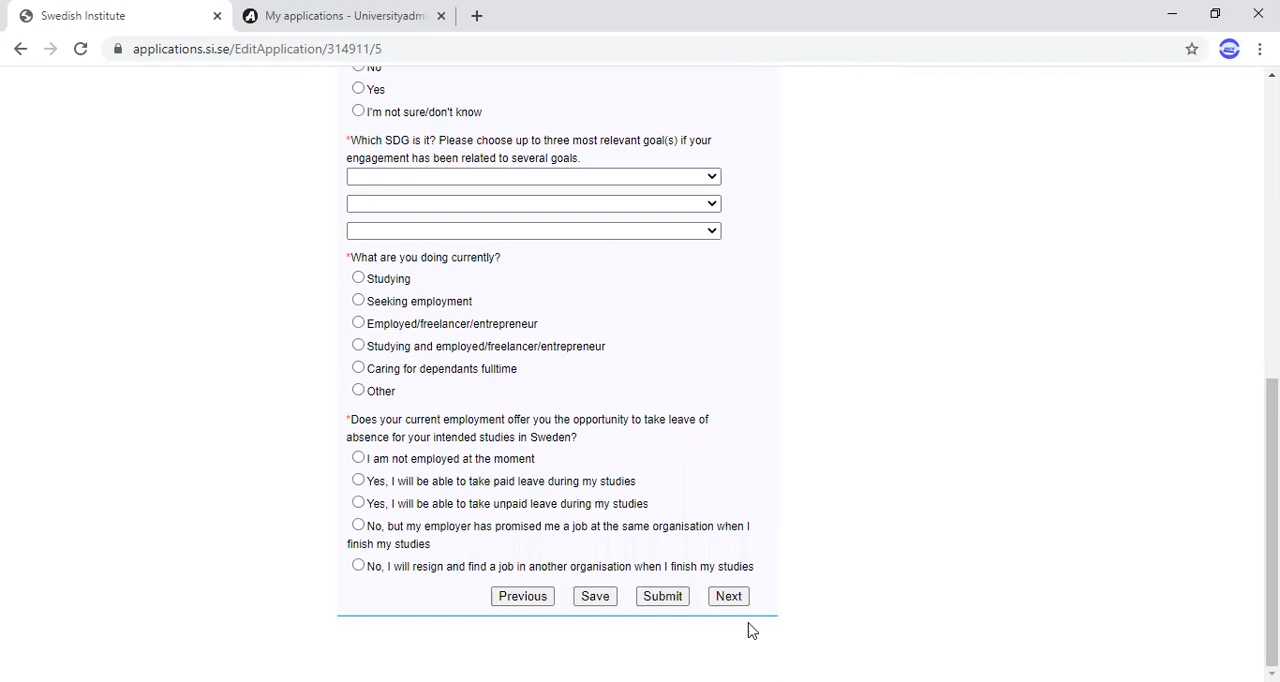 Swedish Institute
My applications - Universityadm
applications.si.se/EditApplication/314911/5
No
Yes
I'm not sure/don't know
*Which SDG is it? Please choose up to three most relevant goal(s) if your
engagement has been related to several goals.
*What are you doing currently?
Studying
Seeking employment
Employed/freelancer/entrepreneur
Studying and employed/freelancer/entrepreneur
Caring for dependants fulltime
Other
*Does your current employment offer you the opportunity to take leave of
absence for your intended studies in Sweden?
I am not employed at the moment
Yes, I will be able to take paid leave during my studies
Yes, I will be able to take unpaid leave during my studies
No, but my employer has promised me a job at the same organisation when I
finish my studies
No, I will resign and find a job in another organisation when I finish my studies
Previous Save Submit Next